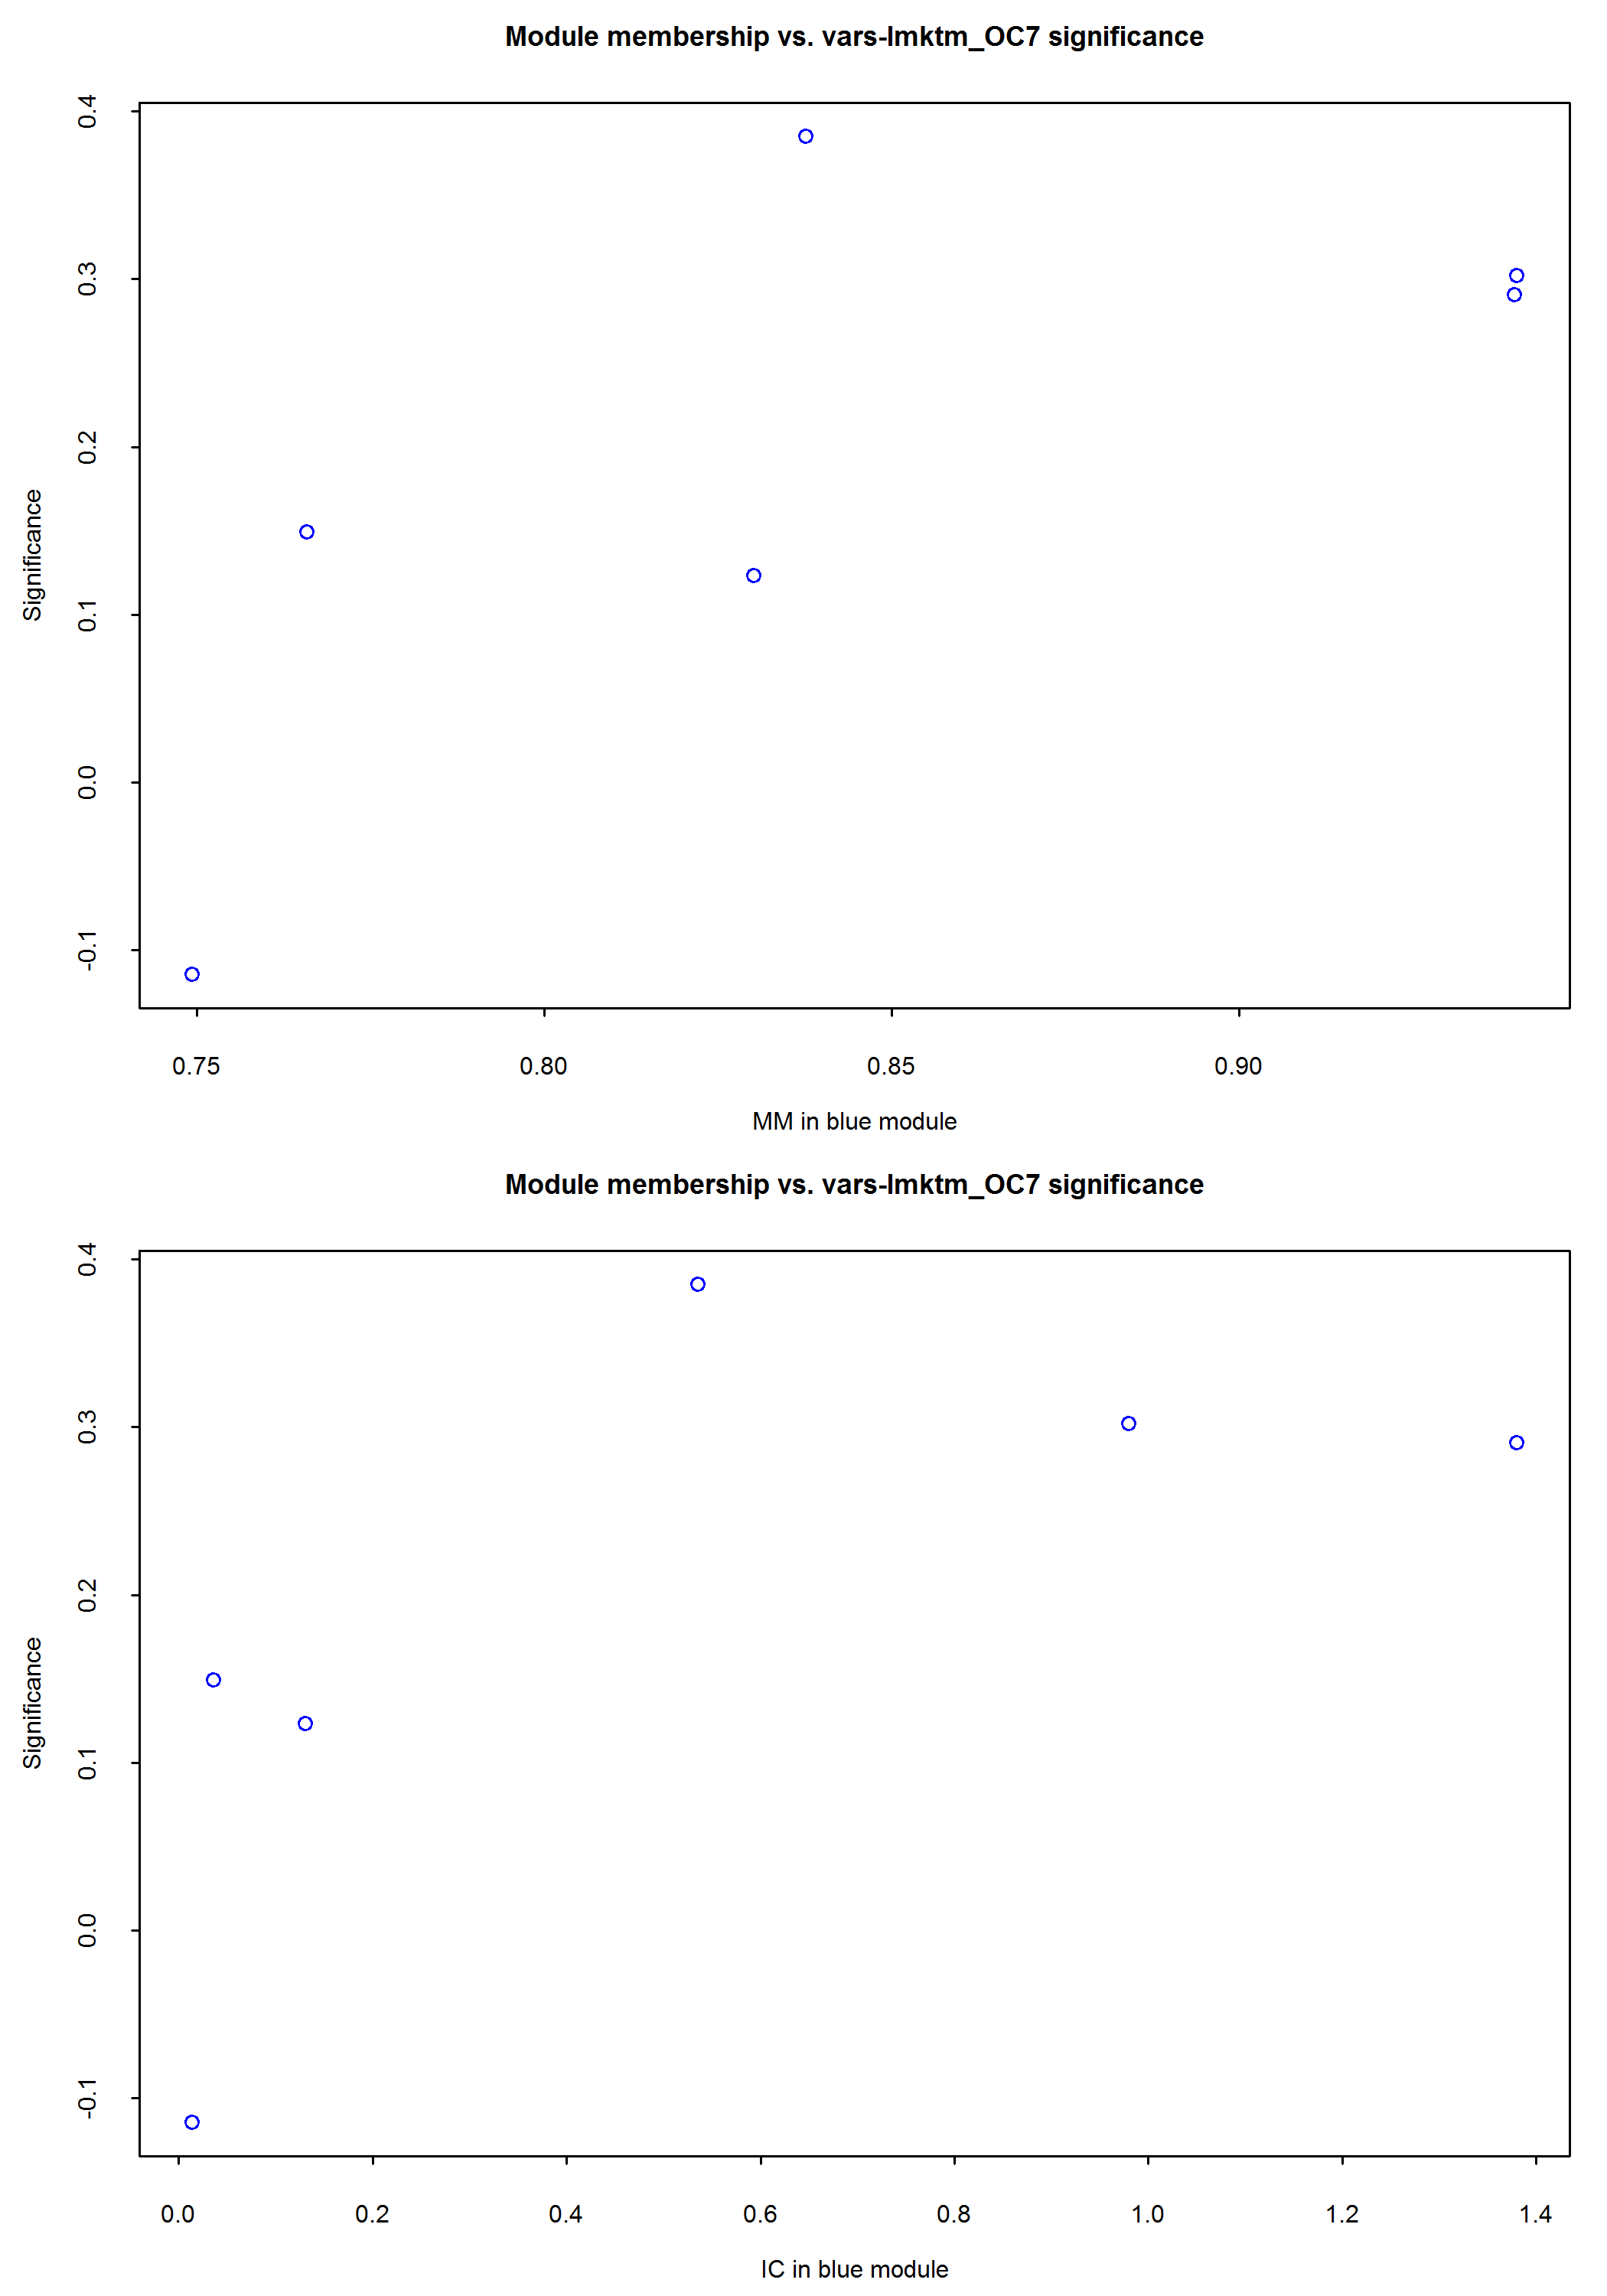 Module membership vs. vars-lmktm_OC7 significance
0.4
0.3
0.2
0.1
0.0
-0.1
Significance
0.75 0.80 0.85 0.90
MM in blue module
Module membership vs. vars-lmktm_OC7 significance
0.4
0.3
0.2
0.1
0.0
-0.1
Significance
0.0 0.2 0.4 0.6 0.8 1.0 1.2 1.4
IC in blue module